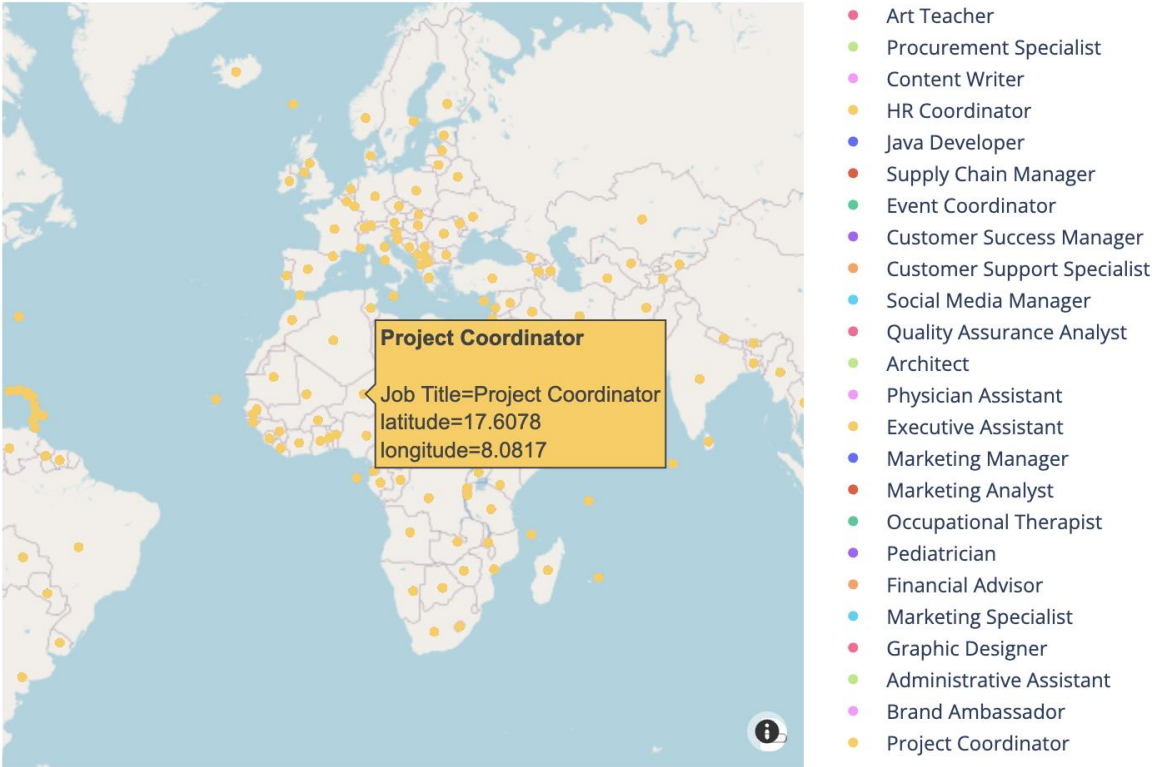 Project Coordinator
Job Title=Project Coordinator
latitude=17.6078
longitude=8.0817
Art Teacher
Procurement Specialist
Content Writer
HR Coordinator
Java Developer
Supply Chain Manager
Event Coordinator
Customer Success Manager
Customer Support Specialist
Social Media Manager
Quality Assurance Analyst
Architect
Physician Assistant
Executive Assistant
Marketing Manager
Marketing Analyst
Occupational Therapist
Pediatrician
Financial Advisor
Marketing Specialist
Graphic Designer
Administrative Assistant
Brand Ambassador
Project Coordinator